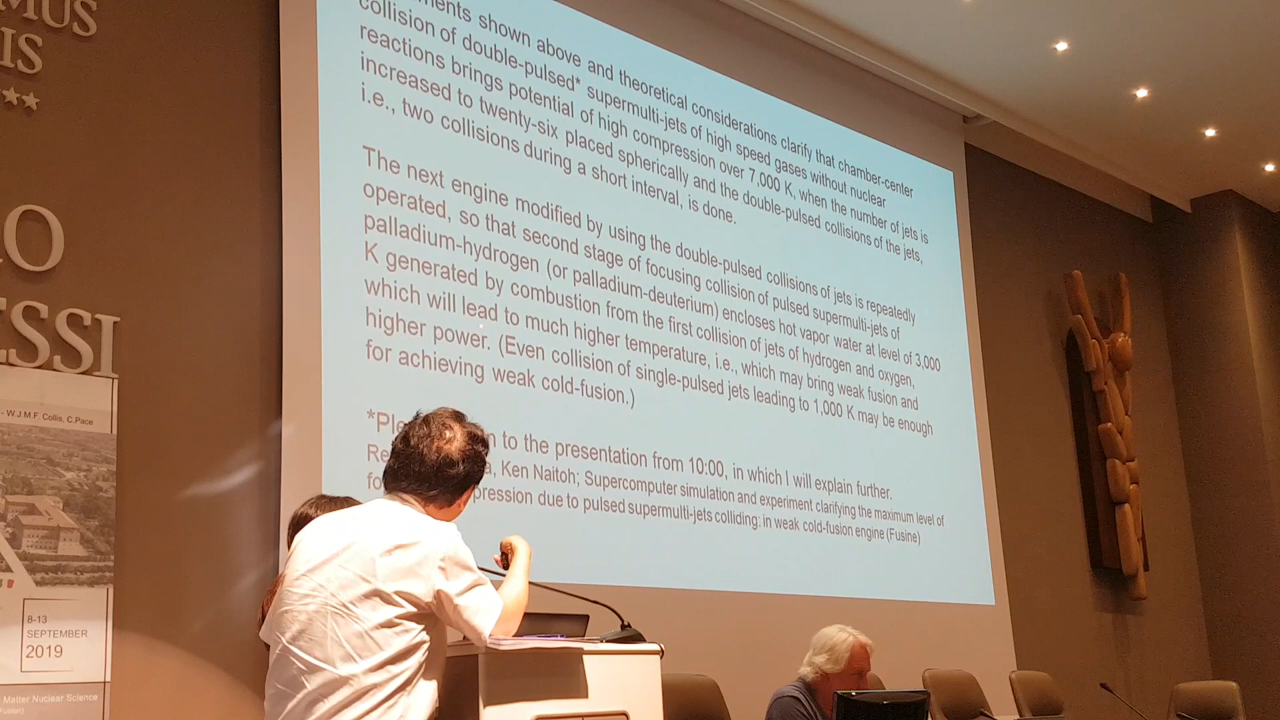 MUS
IS
★★
O
ESSI
- W.J.M.F. Collis, C.Pace
8-13
SEPTEMBER
2019
Matter Nuclear Science
shown above and theoretical considerations clarify that chamber-center
collision of double-pulsed* supermulti-jets of high speed gases without nuclear
reactions brings potential of high compression over 7,000 K, when the number of jets is
increased to twenty-six placed spherically and the double-pulsed collisions of the jets,
i.e., two collisions during a short interval, is done.
The next engine modified by using the double-pulsed collisions of jets is repeatedly
operated, so that second stage of focusing collision of pulsed supermulti-jets of
palladium-hydrogen (or palladium-deuterium) encloses hot vapor water at level of 3,000
K generated by combustion from the first collision of jets of hydrogen and oxygen,
which will lead to much higher temperature, i.e., which may bring weak fusion and
higher power. (Even collision of single-pulsed jets leading to 1,000 K may be enough
for achieving weak cold-fusion.)
to the presentation from 10:00, in which I will explain further.
Ken Naitoh; Supercomputer simulation and experiment clarifying the maximum level of
due to pulsed supermulti-jets colliding: in weak cold-fusion engine (Fusine)